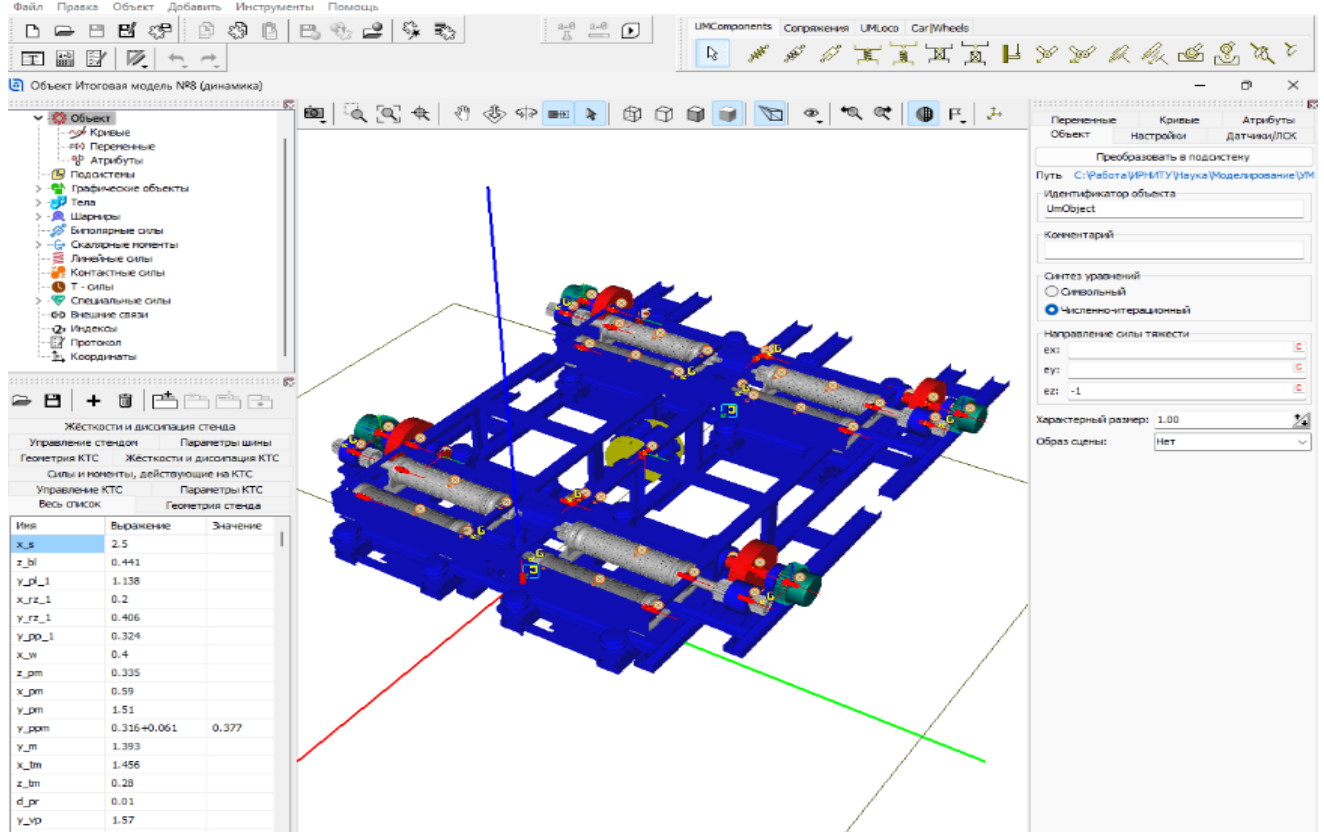 Файл Правка Объект Добавить Инструменты Помощь
UMComponents Сопряжения UMLoco Car|Wheels
Объект Итоговая модель №8 (динамика)
Объект
Кривые
Переменные
Атрибуты
Подсистемы
Графические объекты
Тела
Шарниры
Биполярные силы
Скалярные моменты
Линейные силы
Контактные силы
Т - силы
Специальные силы
Внешние связи
Индексы
Протокол
Координаты
Жёсткости и диссипация стенда
Управление стендом Параметры шины
Геометрия КТС Жёсткости и диссипация КТС
Силы и моменты, действующие на КТС
Управление КТС Параметры КТС
Весь список Геометрия стенда
Имя Выражение Значение
x_s 2.5
z_bl 0.441
y_pl_1 1.138
x_rz_1 0.2
y_rz_1 0.406
y_pp_1 0.324
x_w 0.4
z_pm 0.335
x_pm 0.59
y_pm 1.51
y_ppm 0.316+0.061 0.377
y_m 1.393
x_tm 1.456
z_tm 0.28
d_pr 0.01
y_vp 1.57
Переменные Кривые Атрибуты
Объект Настройки Датчики/ЛСК
Преобразовать в подсистему
Путь C:\Работа\ИРНИТУ\Наука\Моделирование\УМ
Идентификатор объекта
UmObject
Комментарий
Синтез уравнений
Символьный
Численно-итерационный
Направление силы тяжести
ex: C
ey: C
ez: -1 C
Характерный размер: 1.00
Образ сцены: Нет